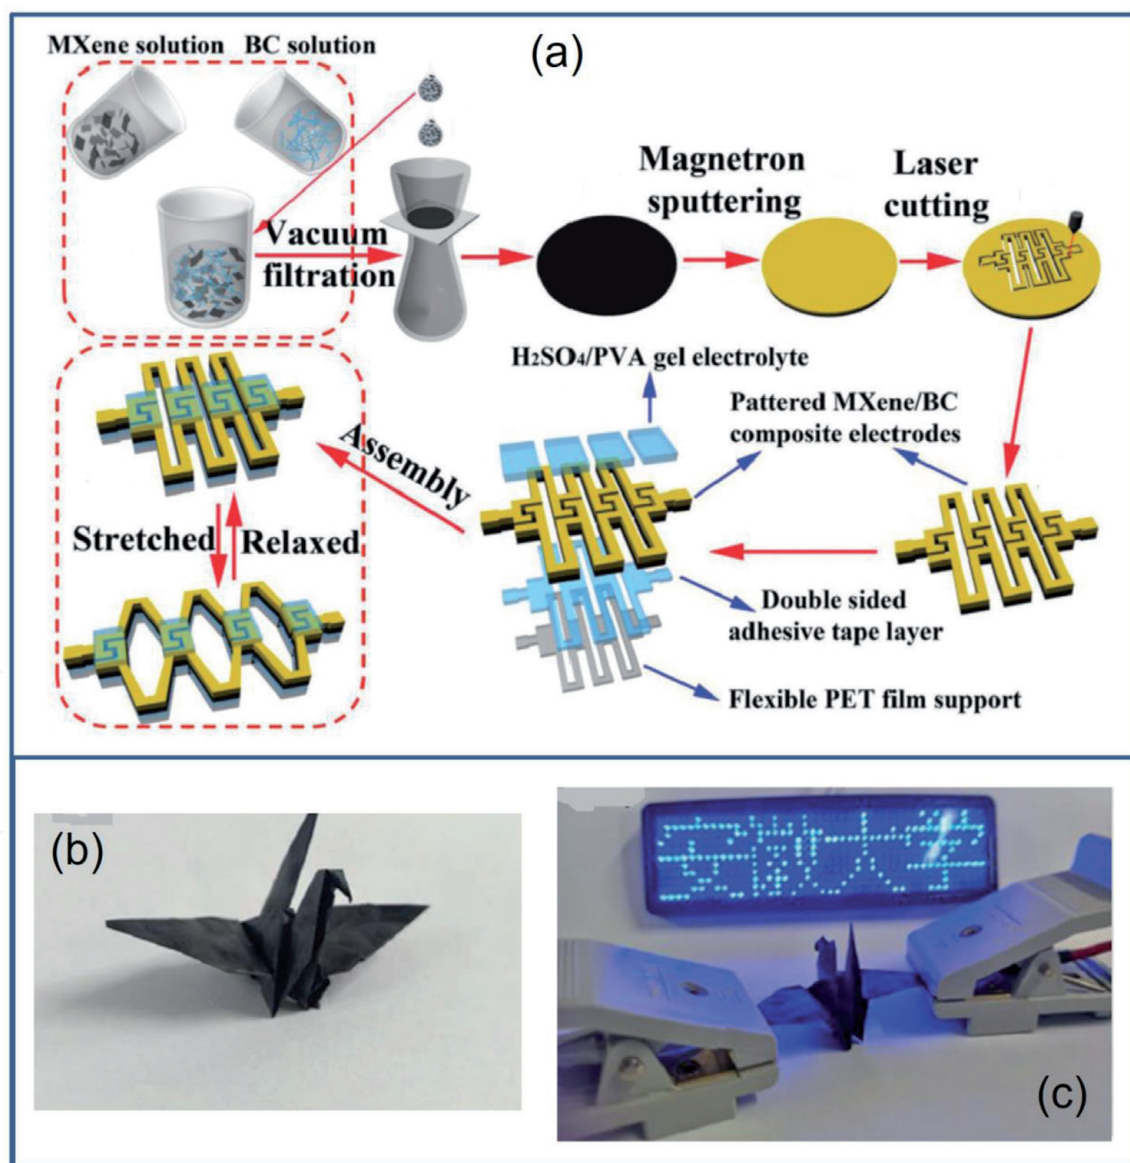 (a)
MXene solution
BC solution
Vacuum
filtration
Magnetron
sputtering
Laser
cutting
H₂SO₄/PVA gel electrolyte
Pattered MXene/BC
composite electrodes
Assembly
Stretched
Relaxed
Double sided
adhesive tape layer
Flexible PET film support
(b)
安徽大学
(c)